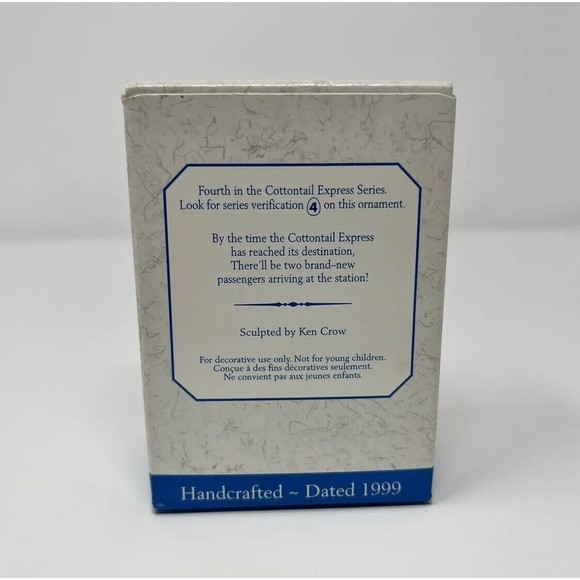 Fourth in the Cottontail Express Series.
Look for series verification 4 on this ornament.
By the time the Cottontail Express
has reached its destination,
There'll be two brand–new
passengers arriving at the station!
Sculpted by Ken Crow
For decorative use only. Not for young children.
Conçue à des fins décoratives seulement.
Ne convient pas aux jeunes enfants.
Handcrafted ~ Dated 1999